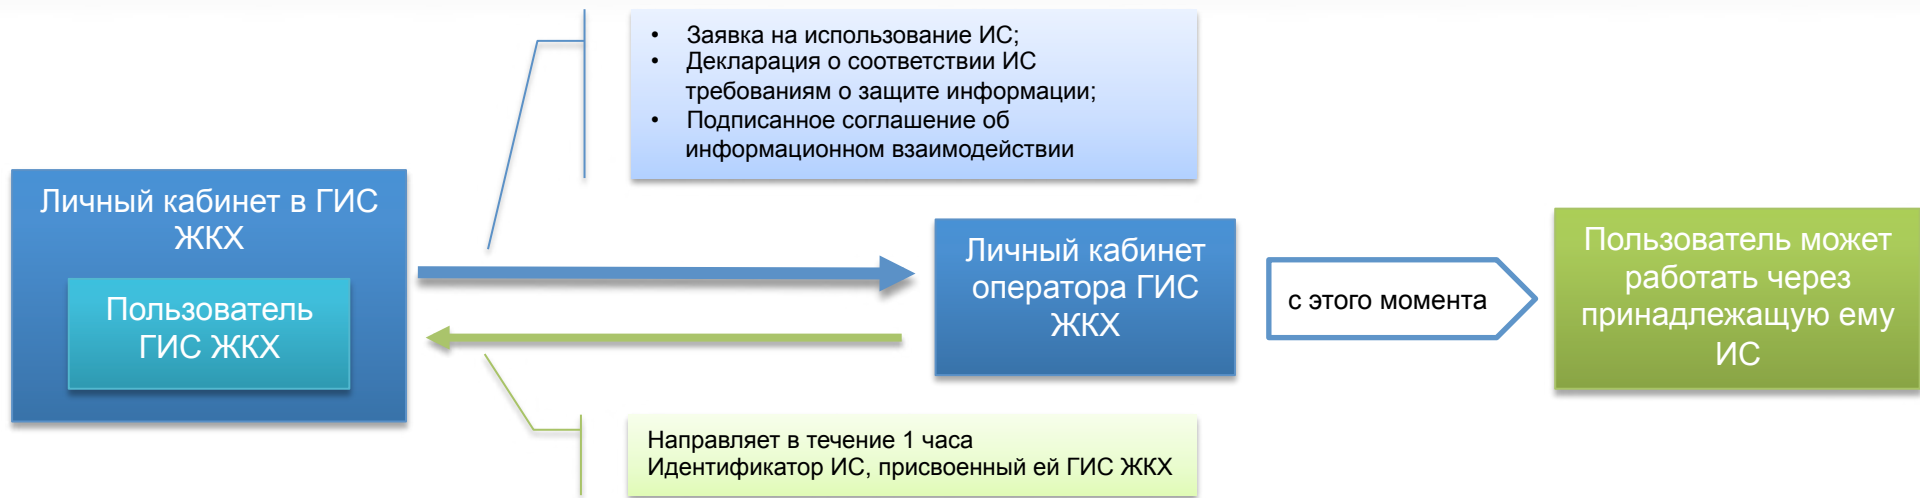 • Заявка на использование ИС;
• Декларация о соответствии ИС
требованиям о защите информации;
• Подписанное соглашение об
информационном взаимодействии
Личный кабинет в ГИС
ЖКХ
Пользователь
ГИС ЖКХ
Личный кабинет
оператора ГИС
ЖКХ
с этого момента
Пользователь может
работать через
принадлежащую ему
ИС
Направляет в течение 1 часа
Идентификатор ИС, присвоенный ей ГИС ЖКХ